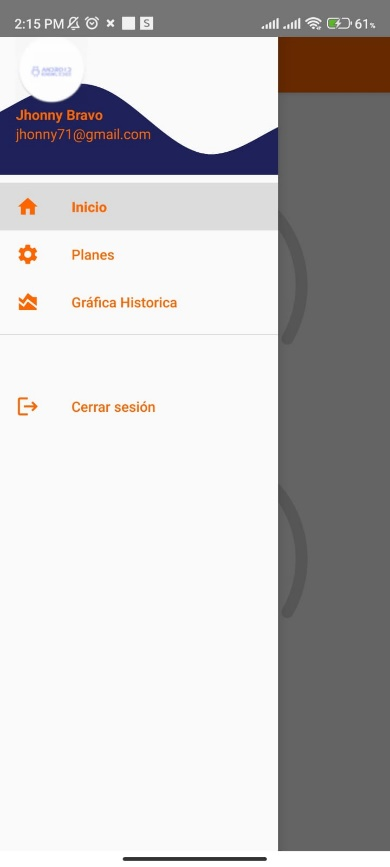 2:15 PM
S
61%
Jhonny Bravo
jhonny71@gmail.com
Inicio
Planes
Gráfica Historica
Cerrar sesión